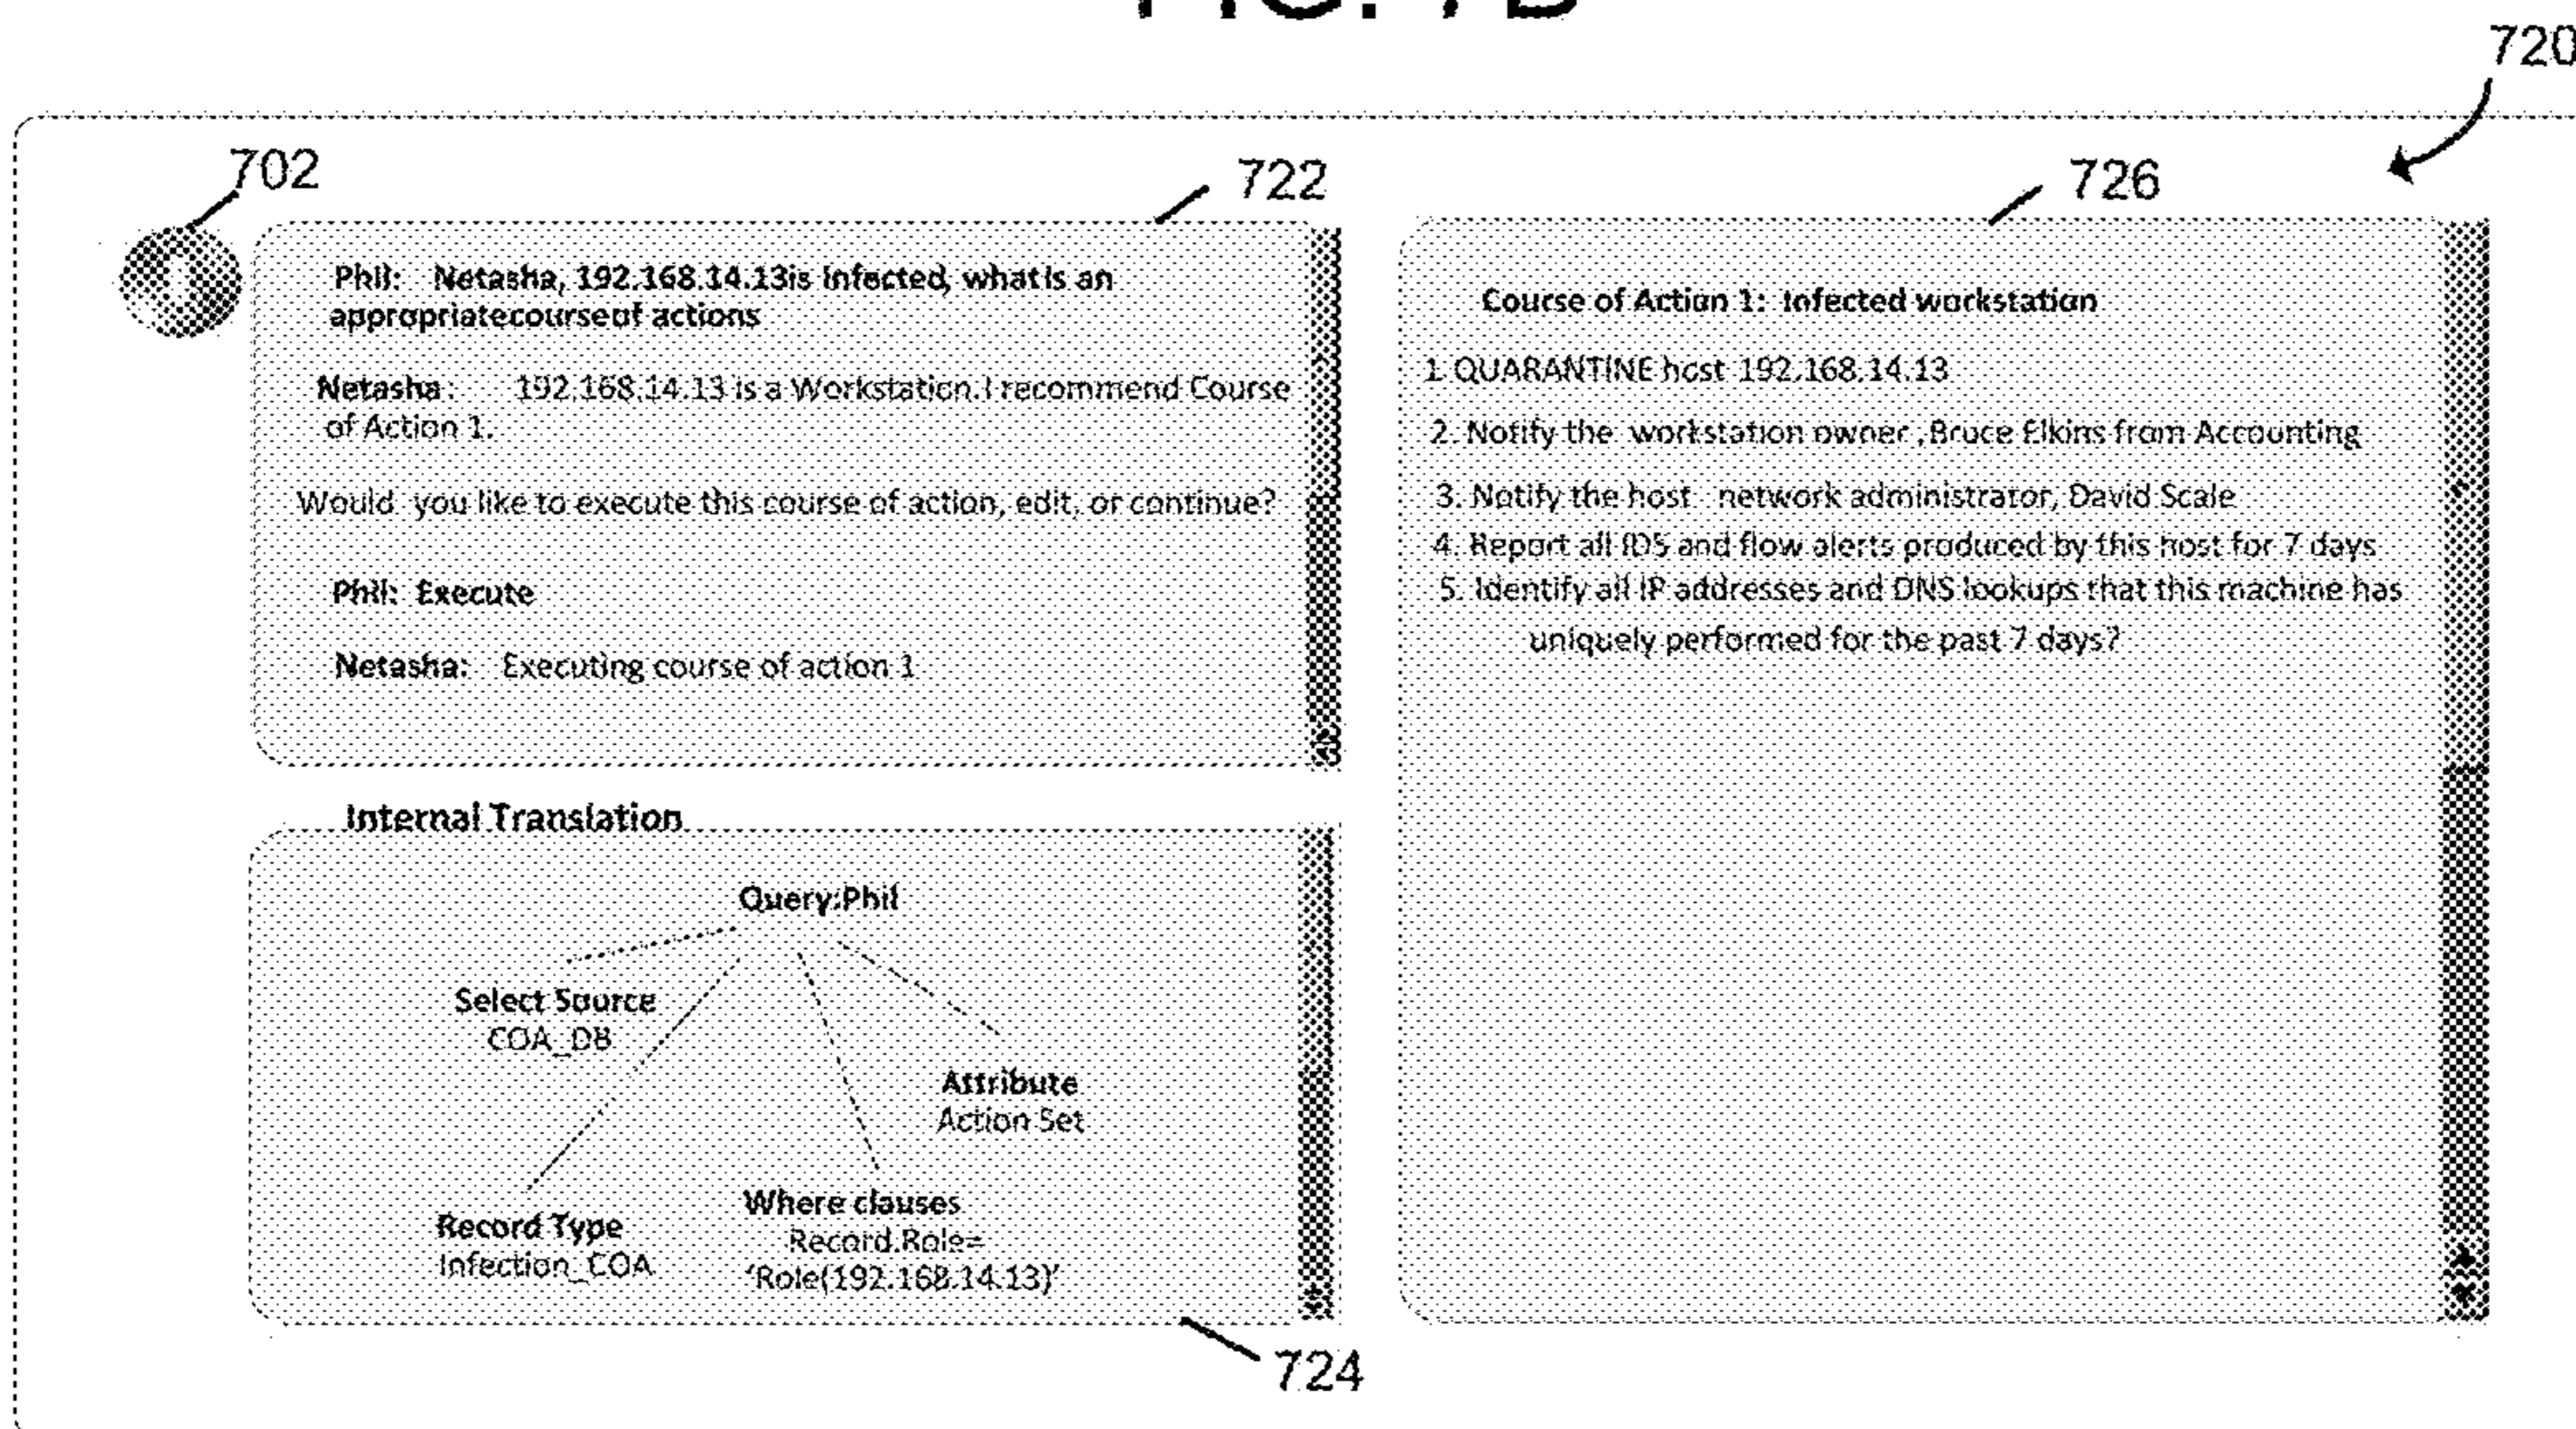 FIG. 7B
720
702
722
726
Phil: Netasha, 192.168.14.13is infected, whatis an
appropriatecourseof actions
Netasha: 192.168.14.13 is a Workstation.I recommend Course
of Action 1.
Would you like to execute this course of action, edit, or continue?
Phil: Execute
Netasha: Executing course of action 1
Course of Action 1: Infected workstation
1. QUARANTINE host 192.168.14.13
2. Notify the workstation owner ,Bruce Elkins from Accounting
3. Notify the host network administrator, David Scale
4. Report all IDS and flow alerts produced by this host for 7 days
5. Identify all IP addresses and DNS lookups that this machine has
uniquely performed for the past 7 days?
Internal Translation
Query:Phil
Select Source
COA_DB
Attribute
Action Set
Record Type
Infection_COA
Where clauses
Record.Role=
‘Role(192.168.14.13)’
724